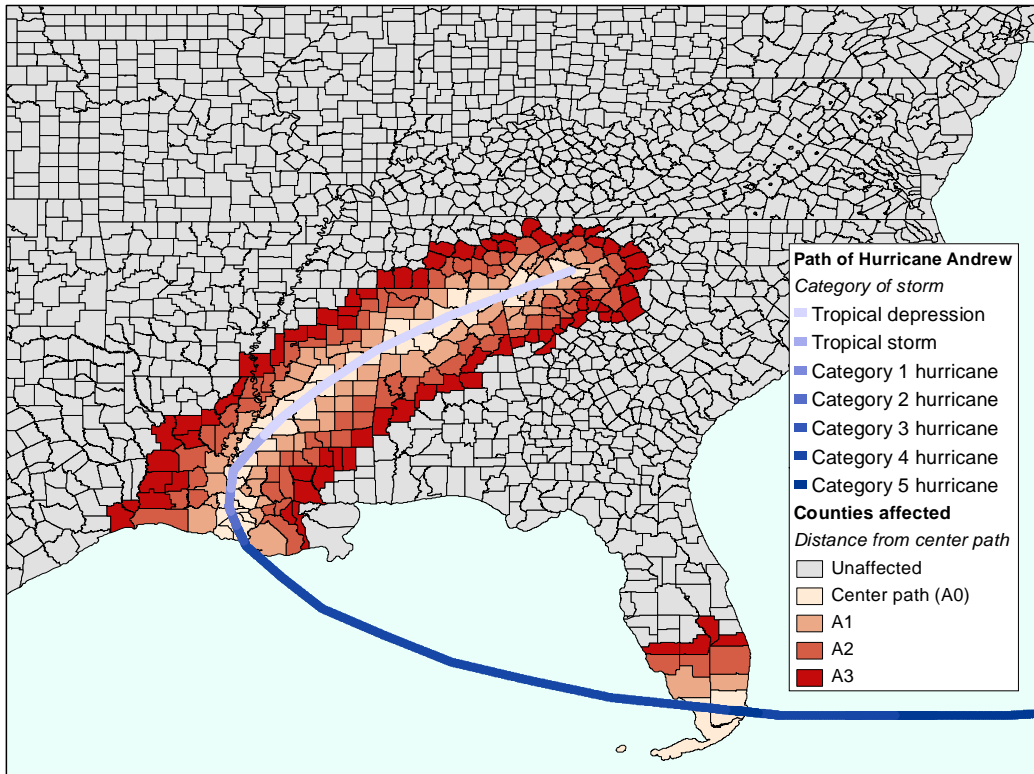 Path of Hurricane Andrew
Category of storm
Tropical depression
Tropical storm
Category 1 hurricane
Category 2 hurricane
Category 3 hurricane
Category 4 hurricane
Category 5 hurricane
Counties affected
Distance from center path
Unaffected
Center path (A0)
A1
A2
A3